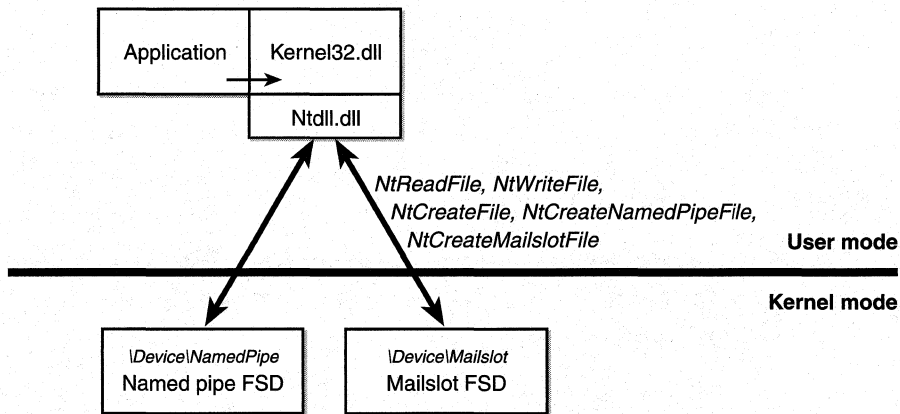 Application
Kernel32.dll
Ntdll.dll
NtReadFile, NtWriteFile,
NtCreateFile, NtCreateNamedPipeFile,
NtCreateMailslotFile
User mode
Kernel mode
\Device\NamedPipe
Named pipe FSD
\Device\Mailslot
Mailslot FSD